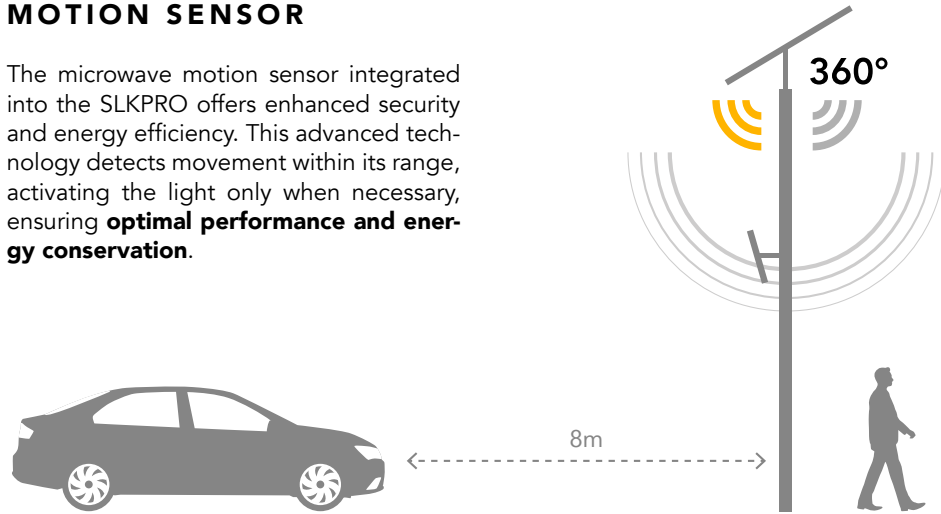 MOTION SENSOR
The microwave motion sensor integrated
into the SLKPRO offers enhanced security
and energy efficiency. This advanced tech-
nology detects movement within its range,
activating the light only when necessary,
ensuring optimal performance and ener-
gy conservation.
360°
8m